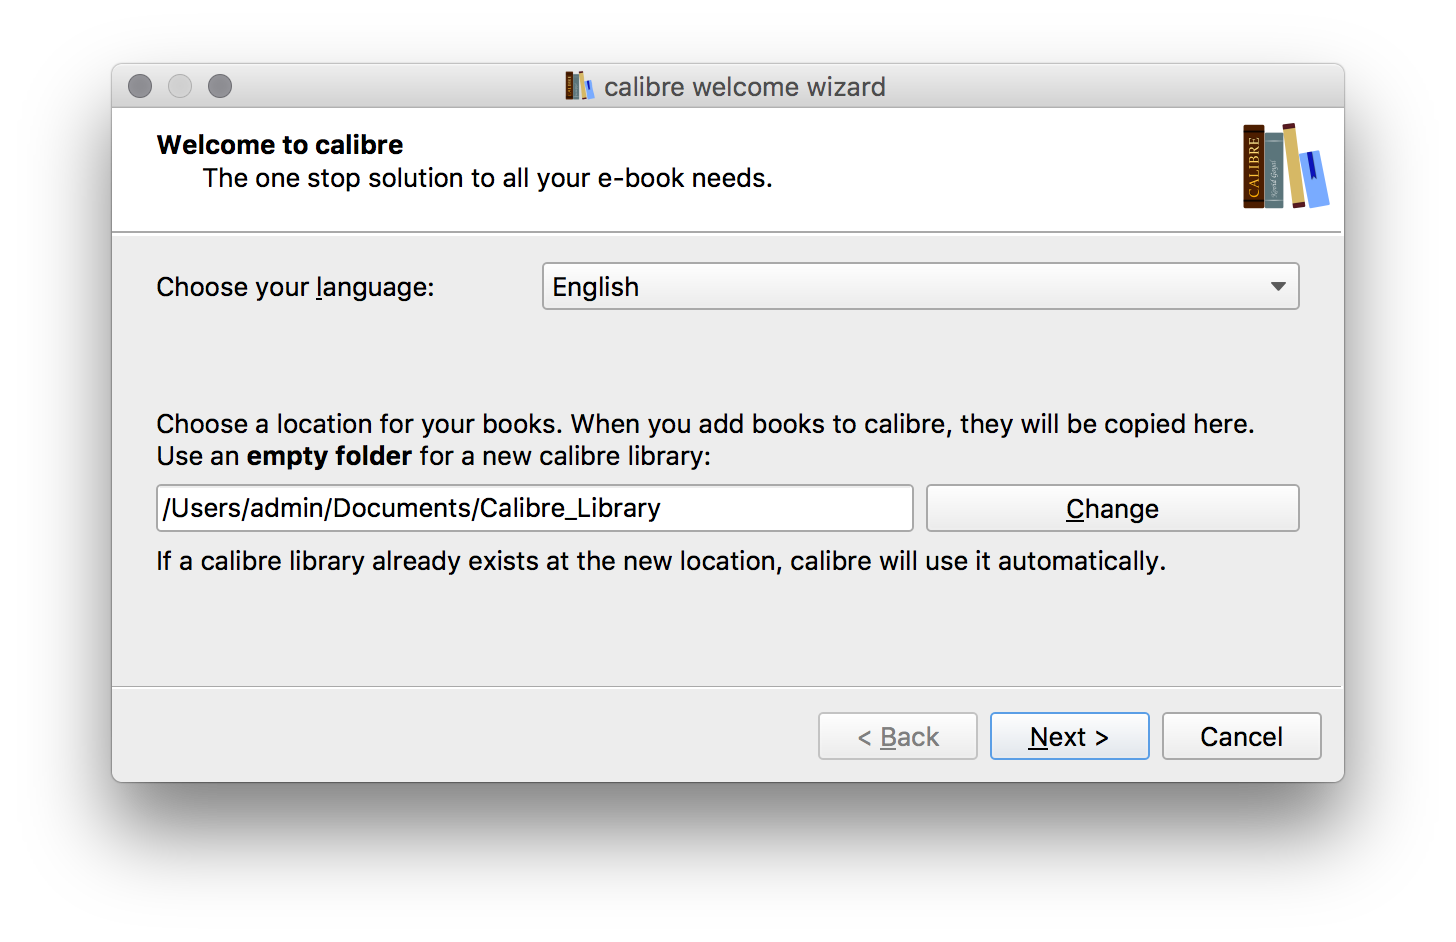 calibre welcome wizard
Welcome to calibre
The one stop solution to all your e-book needs.
CALIBRE
Kovid Goyal
Choose your language:
English
Choose a location for your books. When you add books to calibre, they will be copied here.
Use an empty folder for a new calibre library:
/Users/admin/Documents/Calibre_Library
Change
If a calibre library already exists at the new location, calibre will use it automatically.
< Back
Next >
Cancel